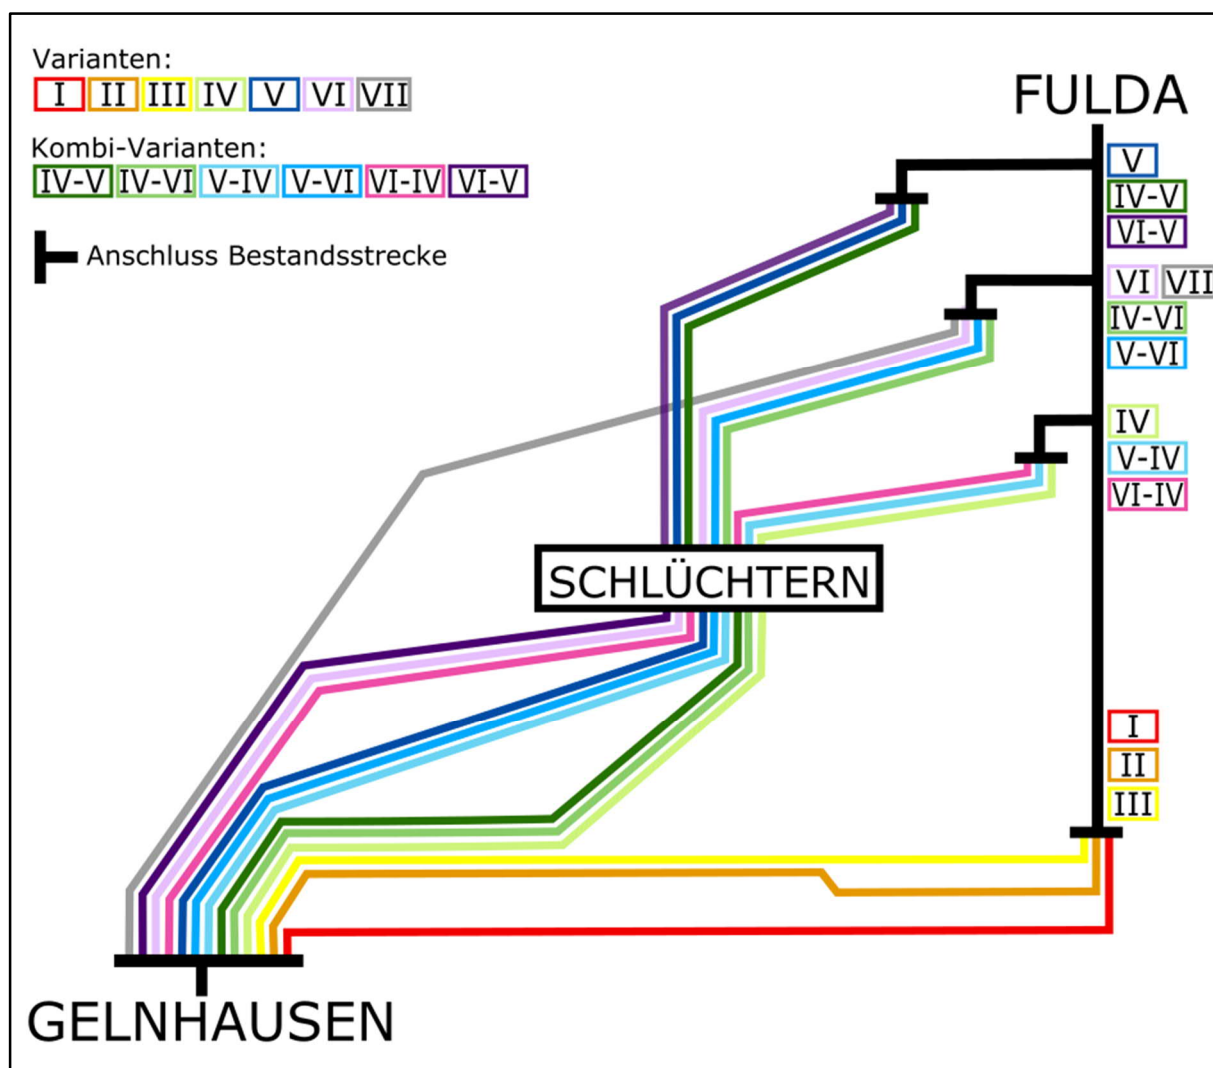 Varianten:
I II III IV V VI VII
Kombi-Varianten:
IV-V IV-VI V-IV V-VI VI-IV VI-V
Anschluss Bestandsstrecke
FULDA
V
IV-V
VI-V
VI VII
IV-VI
V-VI
IV
V-IV
VI-IV
SCHLÜCHTERN
I
II
III
GELNHAUSEN